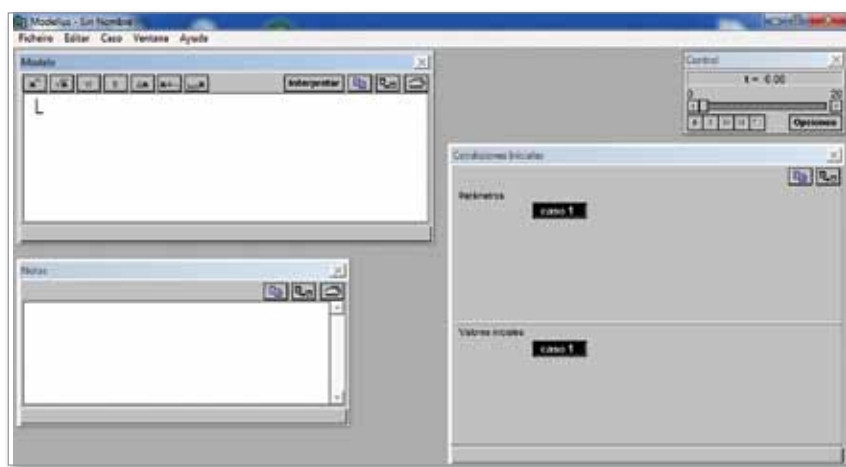 Modellus - Sin Nombre
Ficheiro Editar Caso Ventana Ayuda
Modelo
Interpretar
Control
t = 0.00
0 20
Opciones
Condiciones Iniciales
Parámetros
caso 1
Notas
Valores iniciales
caso 1